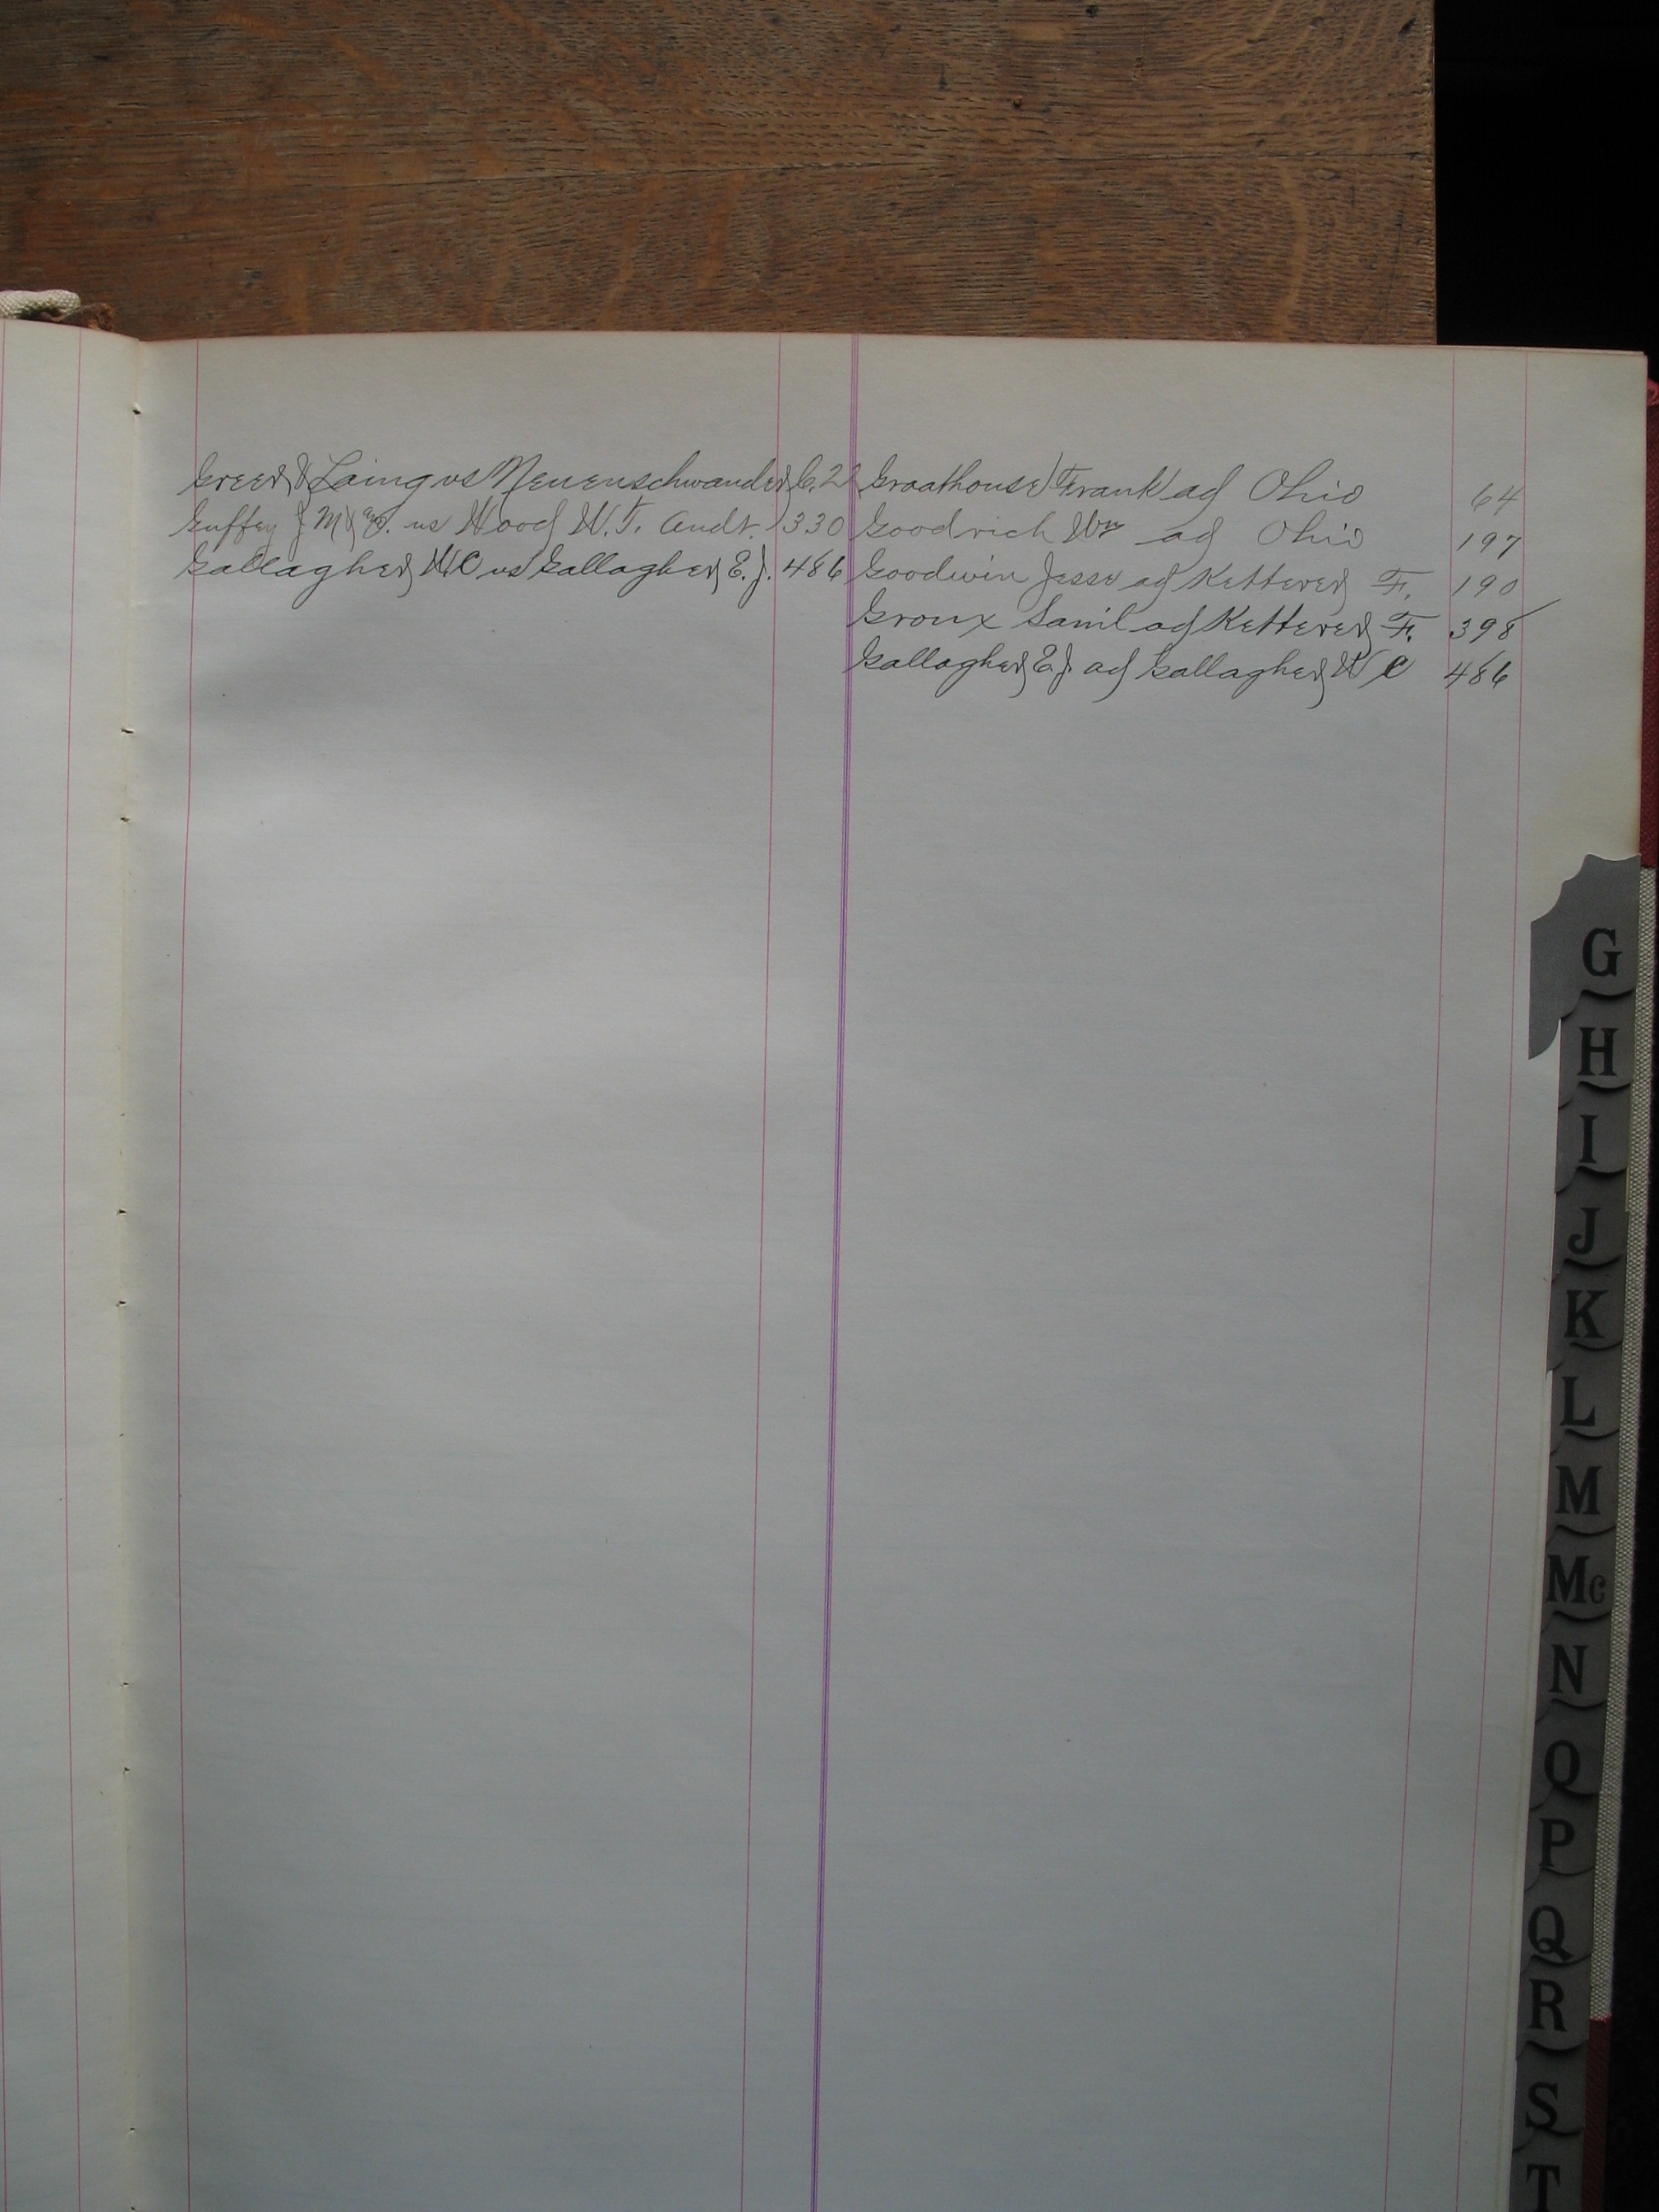 Greer & Laing vs Neuenschwander C. 2
Guffey J M & vs Wood W. T. Audt. 330
Gallagher W C vs Gallagher E. J. 486
Groathouse Frank ad Ohio 64
Goodrich Wm ad Ohio 197
Goodwin Jesse ad Ketterer F. 190
Groux Saml ad Ketterer F. 398
Gallagher E. J. ad Gallagher W C 486
G
H
I
J
K
L
M
Mc
N
O
P
Q
R
S
T